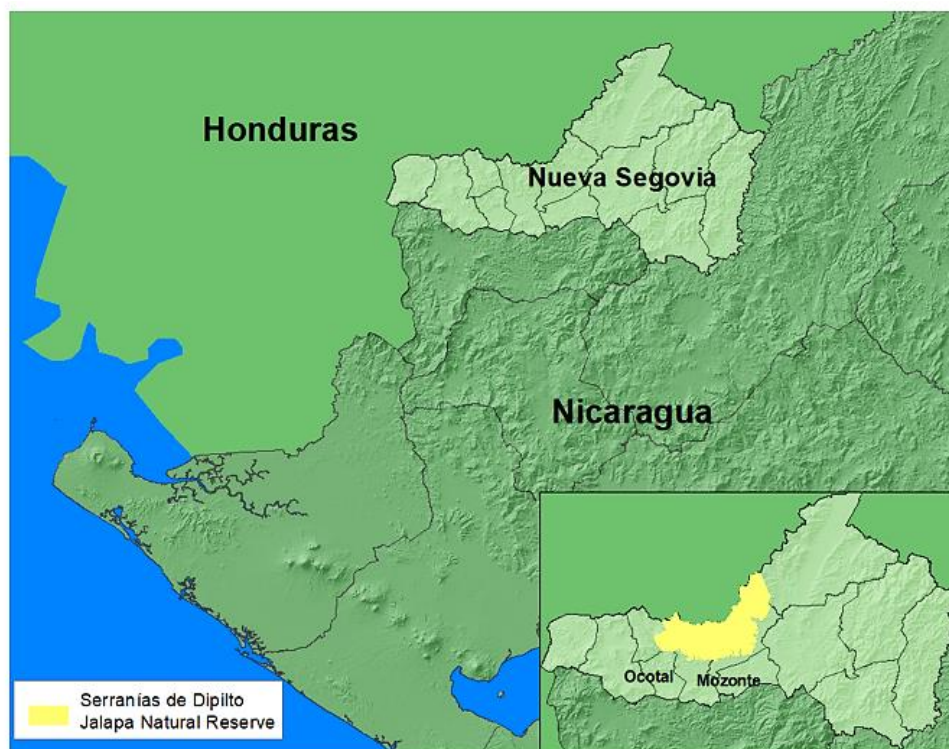 Honduras
Nueva Segovia
Nicaragua
Ocotal
Mozonte
Serranías de Dipilto
Jalapa Natural Reserve